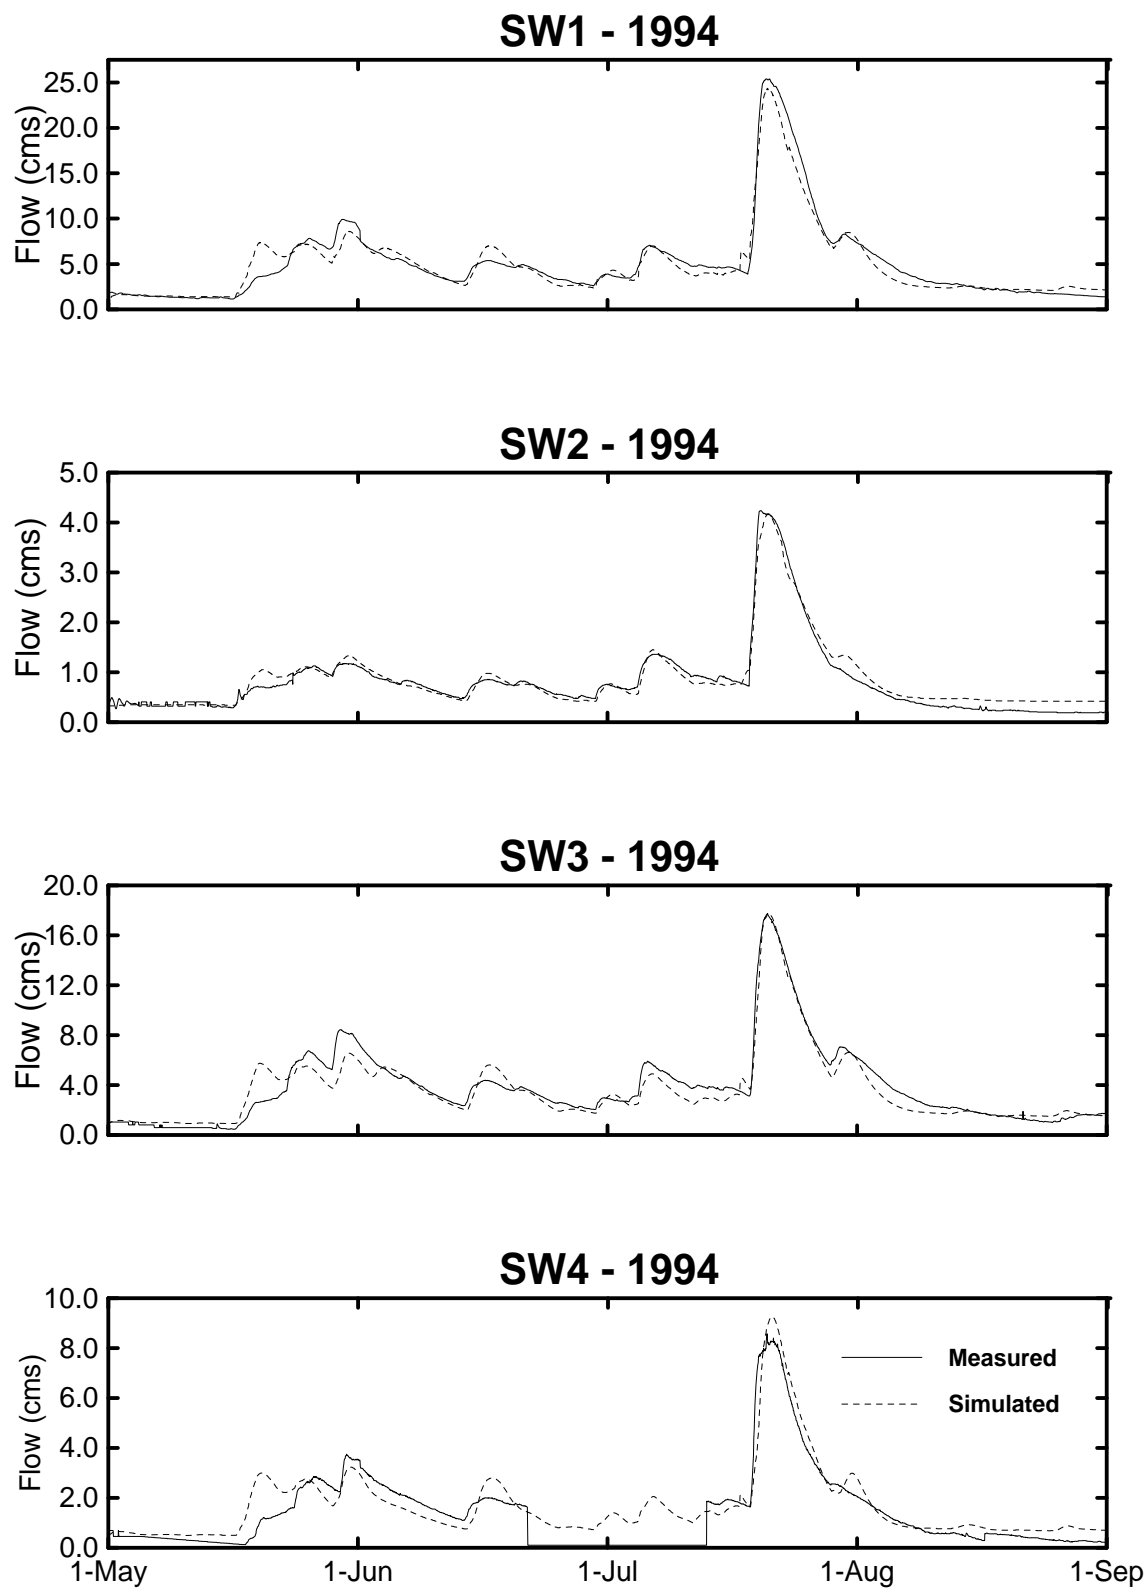 SW1 - 1994
Flow (cms)
25.0
20.0
15.0
10.0
5.0
0.0
SW2 - 1994
Flow (cms)
5.0
4.0
3.0
2.0
1.0
0.0
SW3 - 1994
Flow (cms)
20.0
16.0
12.0
8.0
4.0
0.0
SW4 - 1994
Flow (cms)
10.0
8.0
6.0
4.0
2.0
0.0
Measured
Simulated
1-May 1-Jun 1-Jul 1-Aug 1-Sep